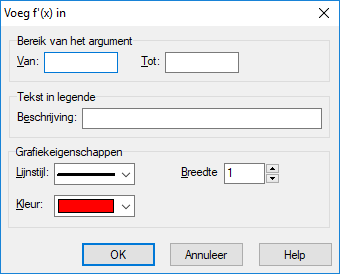 Voeg f'(x) in
Bereik van het argument
Van: Tot:
Tekst in legende
Beschrijving:
Grafiekeigenschappen
Lijnstijl: Breedte 1
Kleur:
OK Annuleer Help